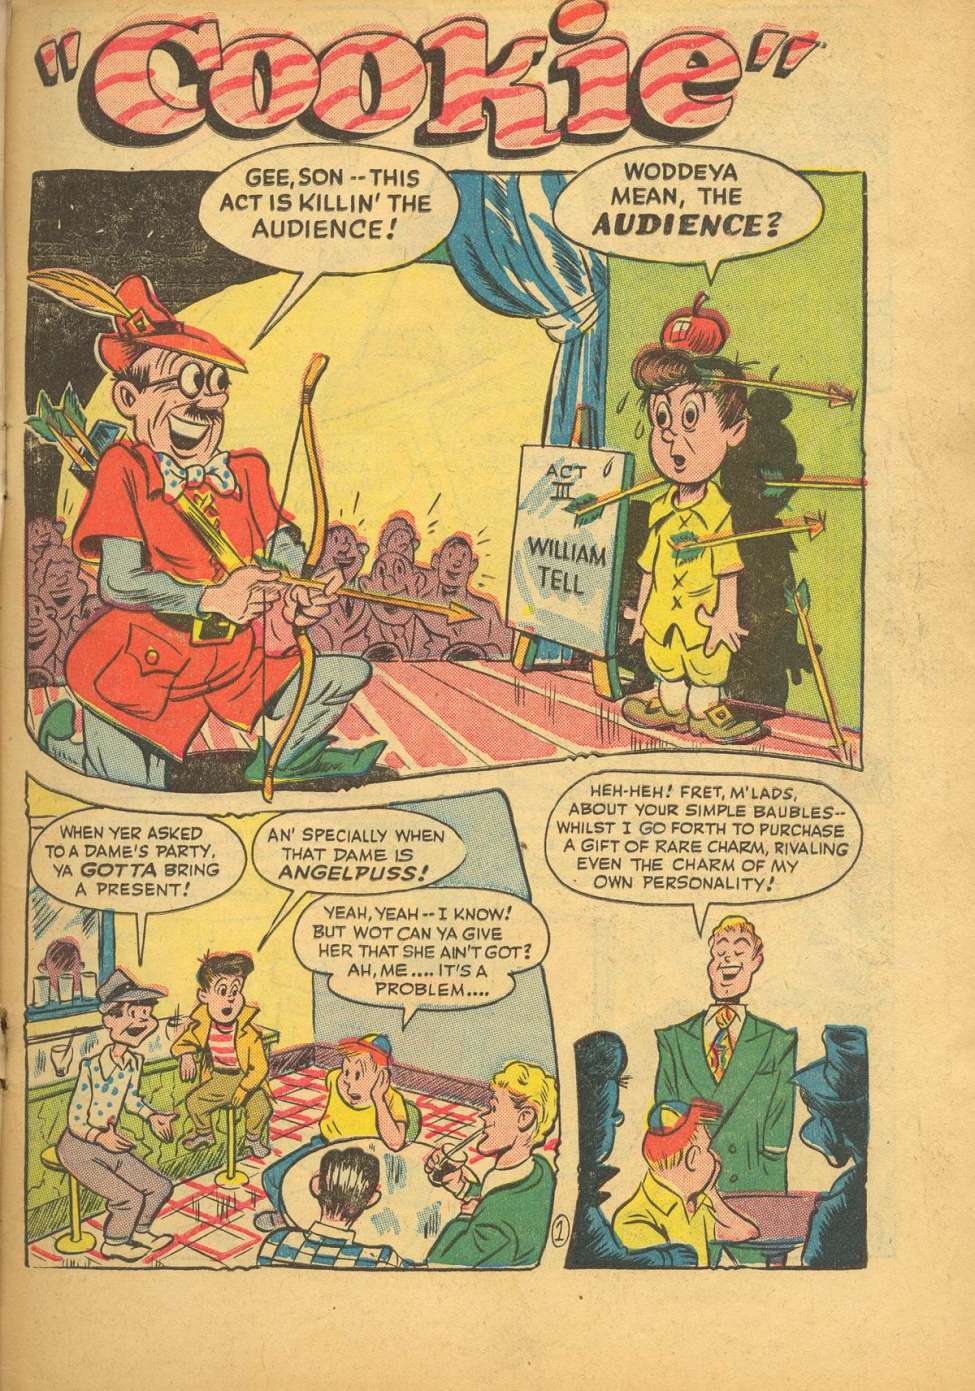 "Cookie"
GEE, SON -- THIS
ACT IS KILLIN' THE
AUDIENCE!
WODDEYA
MEAN, THE
AUDIENCE?
ACT
III
WILLIAM
TELL
WHEN YER ASKED
TO A DAME'S PARTY,
YA GOTTA BRING
A PRESENT!
AN' SPECIALLY WHEN
THAT DAME IS
ANGELPUSS!
YEAH, YEAH -- I KNOW!
BUT WOT CAN YA GIVE
HER THAT SHE AIN'T GOT?
AH, ME .... IT'S A
PROBLEM....
1
HEH-HEH! FRET, M'LADS,
ABOUT YOUR SIMPLE BAUBLES--
WHILST I GO FORTH TO PURCHASE
A GIFT OF RARE CHARM, RIVALING
EVEN THE CHARM OF MY
OWN PERSONALITY!